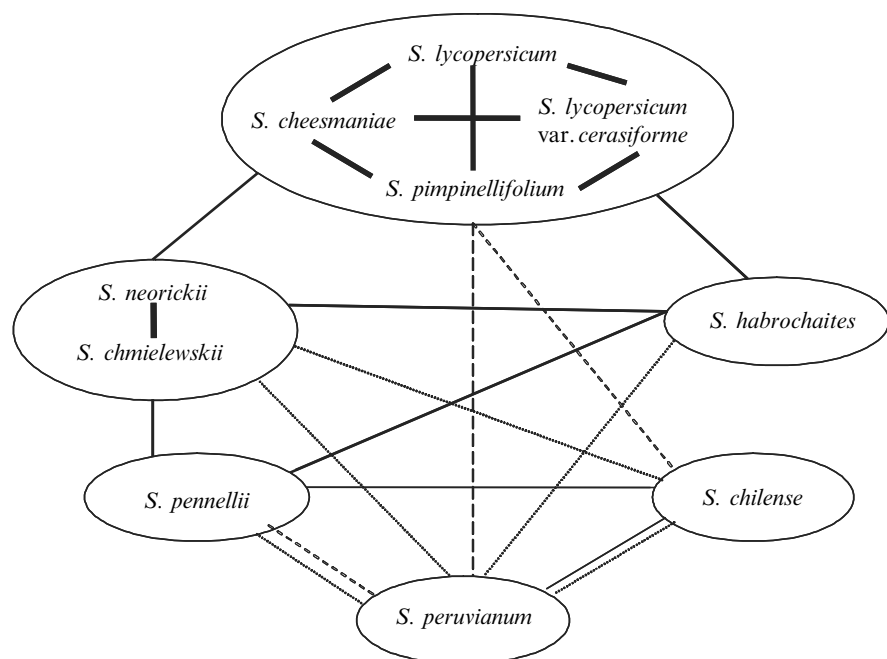 S. lycopersicum
S. cheesmaniae
S. lycopersicum
var. cerasiforme
S. pimpinellifolium
S. neorickii
S. chmielewskii
S. habrochaites
S. pennellii
S. chilense
S. peruvianum